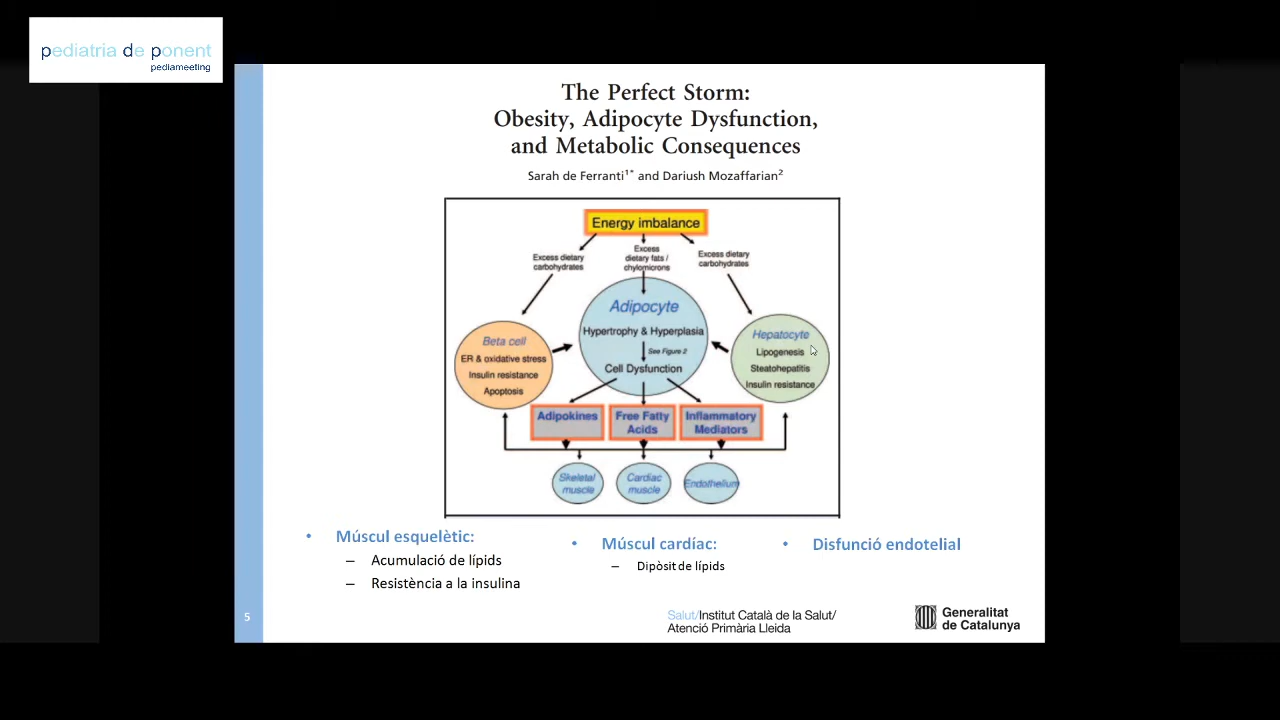 pediatria de ponent
pediameeting
The Perfect Storm:
Obesity, Adipocyte Dysfunction,
and Metabolic Consequences
Sarah de Ferranti1* and Dariush Mozaffarian2
Energy imbalance
Excess dietary
carbohydrates
Excess
dietary fats /
chylomicrons
Excess dietary
carbohydrates
Beta cell
ER & oxidative stress
Insulin resistance
Apoptosis
Adipocyte
Hypertrophy & Hyperplasia
See Figure 2
Cell Dysfunction
Hepatocyte
Lipogenesis
Steatohepatitis
Insulin resistance
Adipokines
Free Fatty
Acids
Inflammatory
Mediators
Skeletal
muscle
Cardiac
muscle
Endothelium
• Múscul esquelètic:
– Acumulació de lípids
– Resistència a la insulina
• Múscul cardíac:
– Dipòsit de lípids
• Disfunció endotelial
5
Salut/Institut Català de la Salut/
Atenció Primària Lleida
Generalitat
de Catalunya